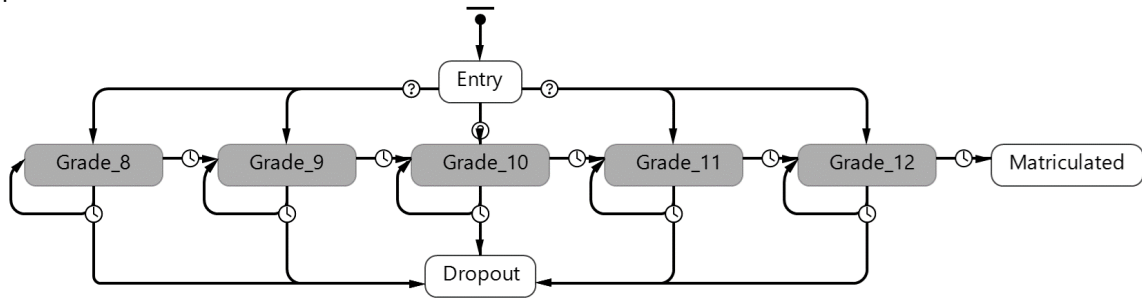 Entry
? ?
?
Grade_8 Grade_9 Grade_10 Grade_11 Grade_12 Matriculated
Dropout